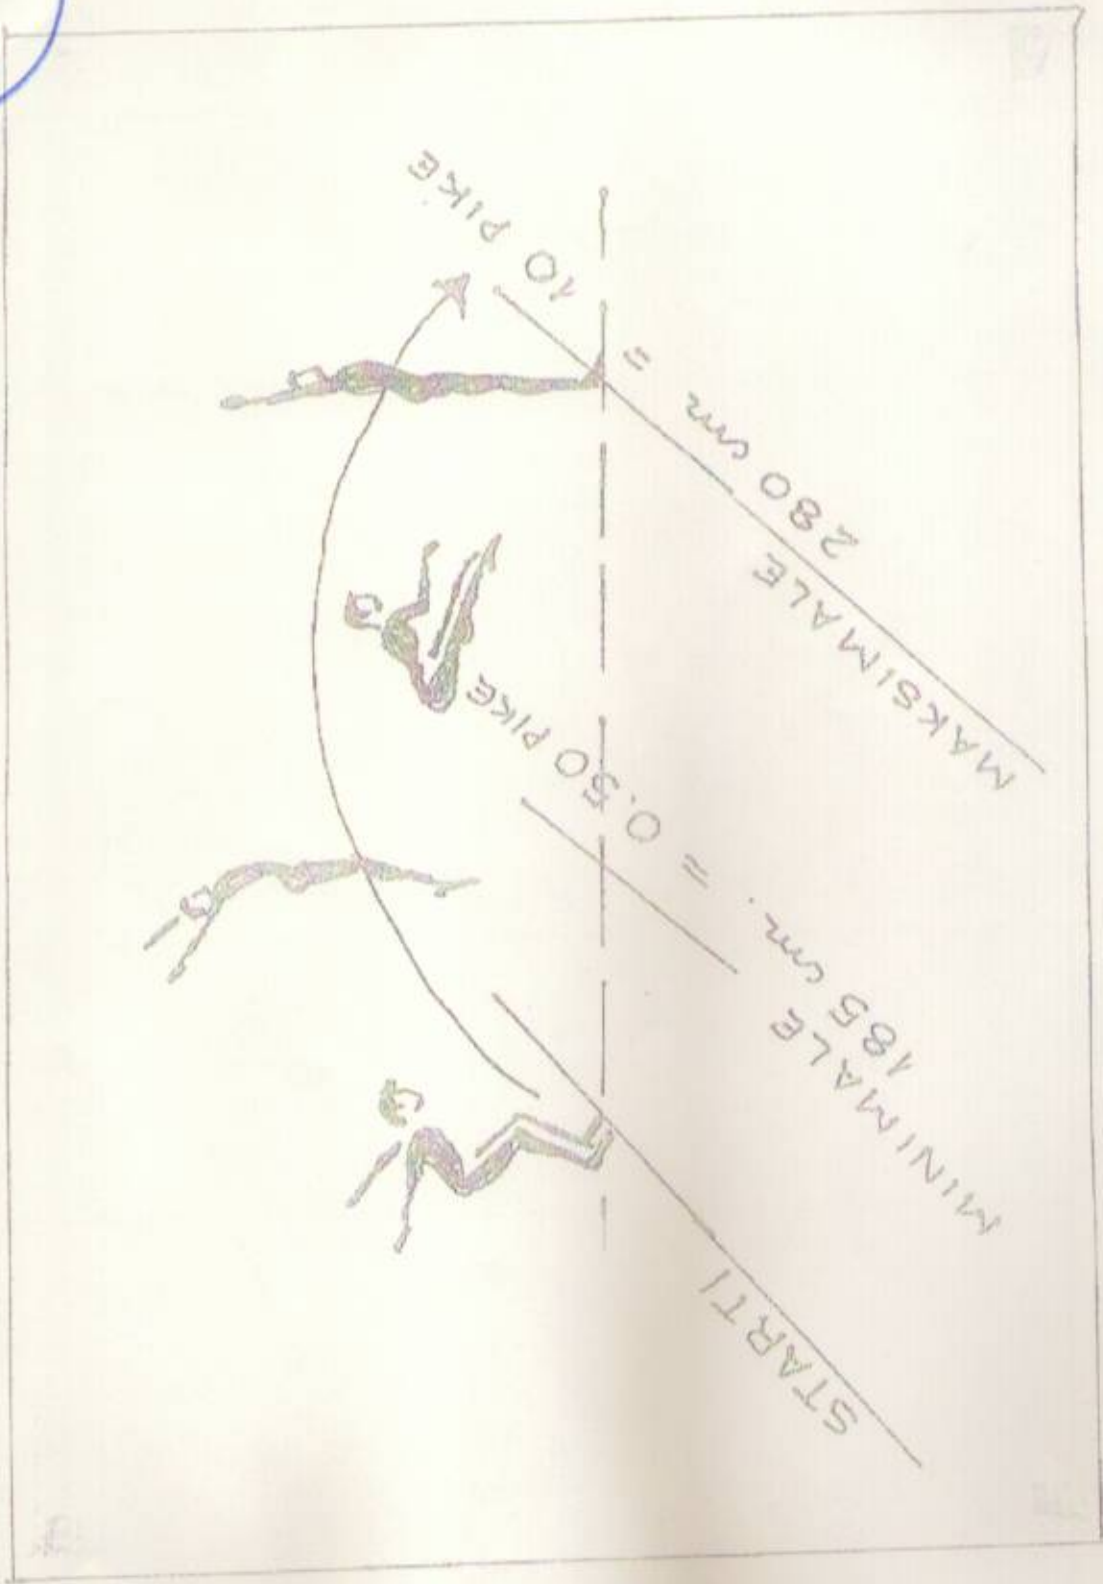 STARTI
MINIMALE
185 cm. = 0.50 PIKE
MAKSIMALE
280 cm = 10 PIKE